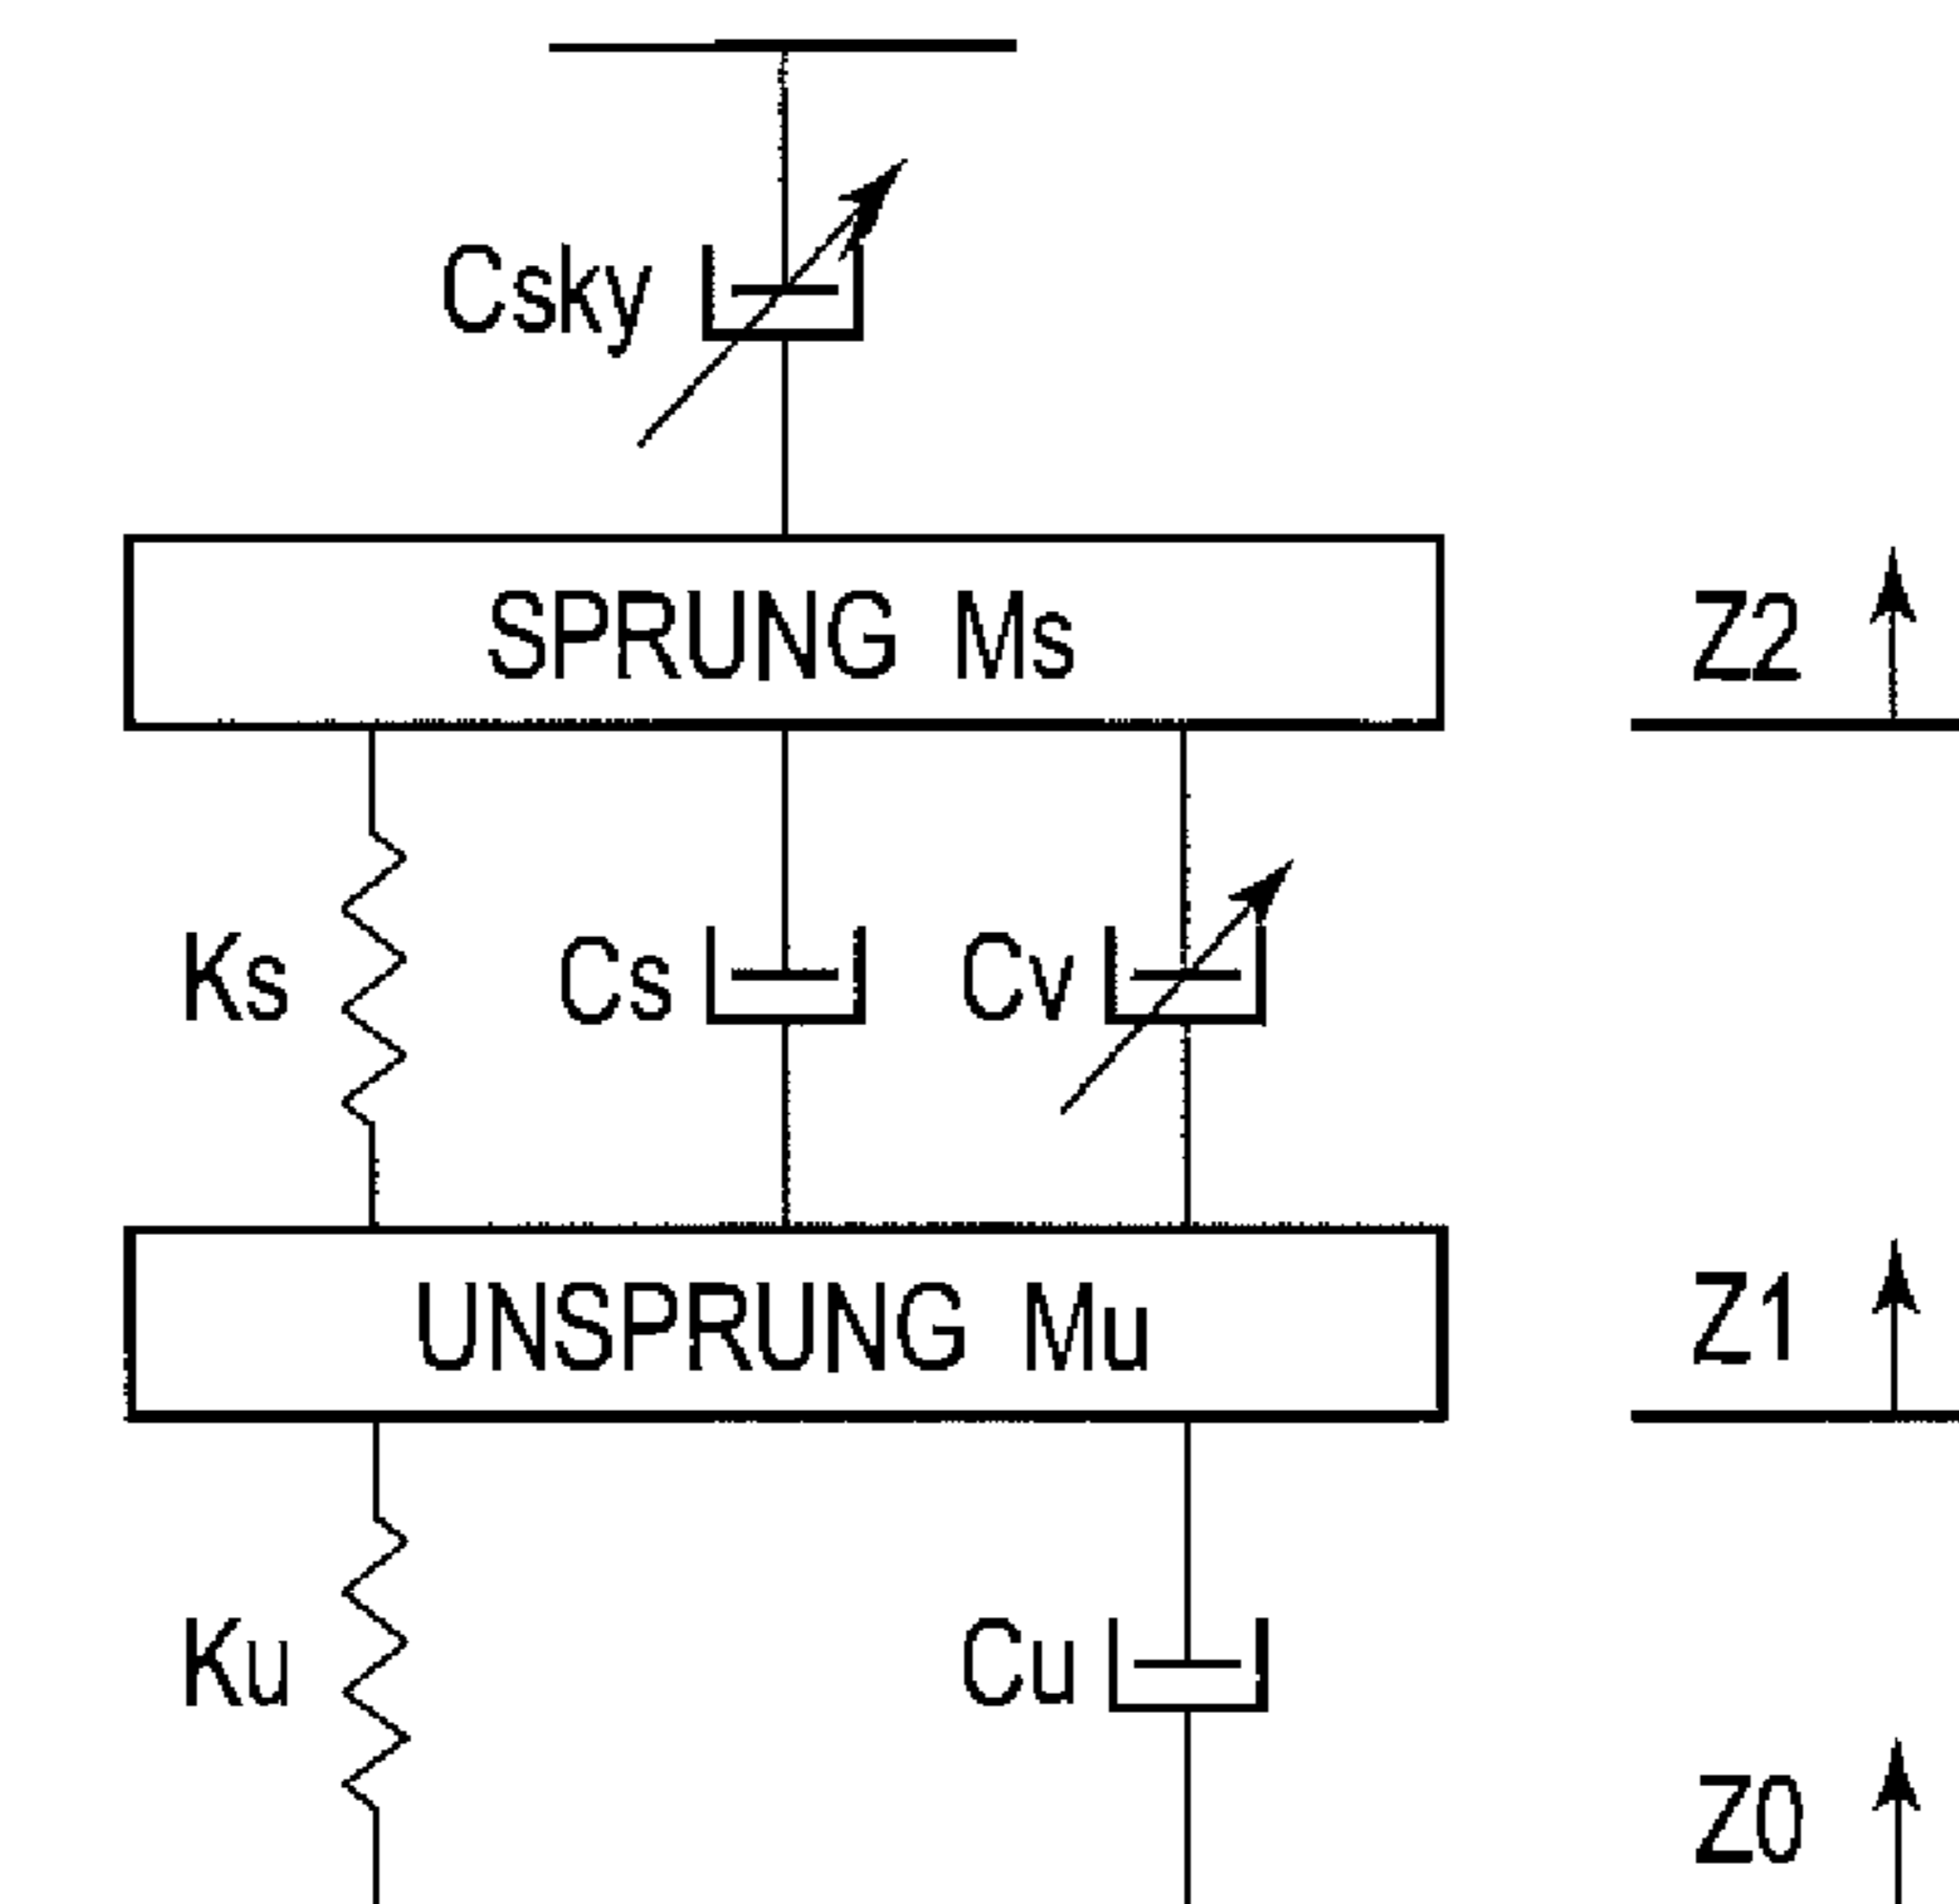 Csky
SPRUNG Ms
Z2
Ks
Cs
Cv
UNSPRUNG Mu
Z1
Ku
Cu
Z0